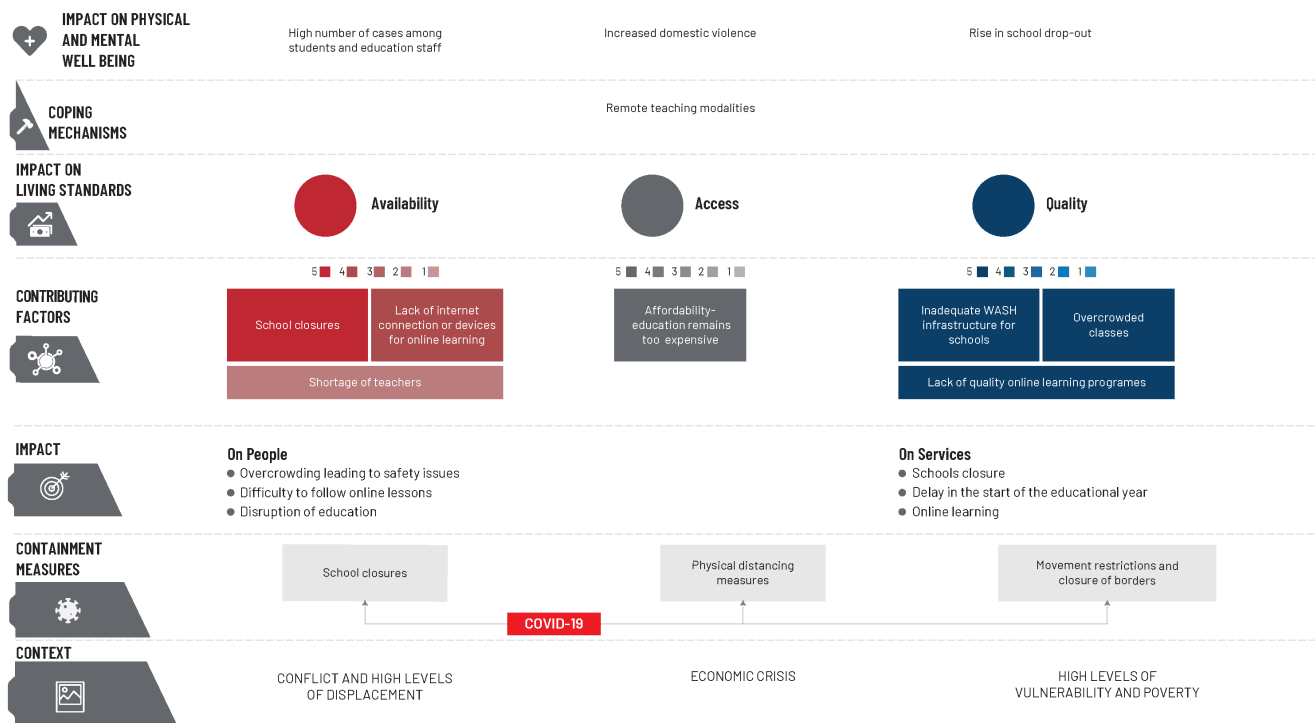 IMPACT ON PHYSICAL
AND MENTAL
WELL BEING
High number of cases among
students and education staff
Increased domestic violence
Rise in school drop-out
COPING
MECHANISMS
Remote teaching modalities
IMPACT ON
LIVING STANDARDS
Availability
Access
Quality
5 4 3 2 1
5 4 3 2 1
5 4 3 2 1
CONTRIBUTING
FACTORS
School closures
Lack of internet
connection or devices
for online learning
Shortage of teachers
Affordability-
education remains
too expensive
Inadequate WASH
infrastructure for
schools
Overcrowded
classes
Lack of quality online learning programes
IMPACT
On People
Overcrowding leading to safety issues
Difficulty to follow online lessons
Disruption of education
On Services
Schools closure
Delay in the start of the educational year
Online learning
CONTAINMENT
MEASURES
School closures
Physical distancing
measures
Movement restrictions and
closure of borders
COVID-19
CONTEXT
CONFLICT AND HIGH LEVELS
OF DISPLACEMENT
ECONOMIC CRISIS
HIGH LEVELS OF
VULNERABILITY AND POVERTY